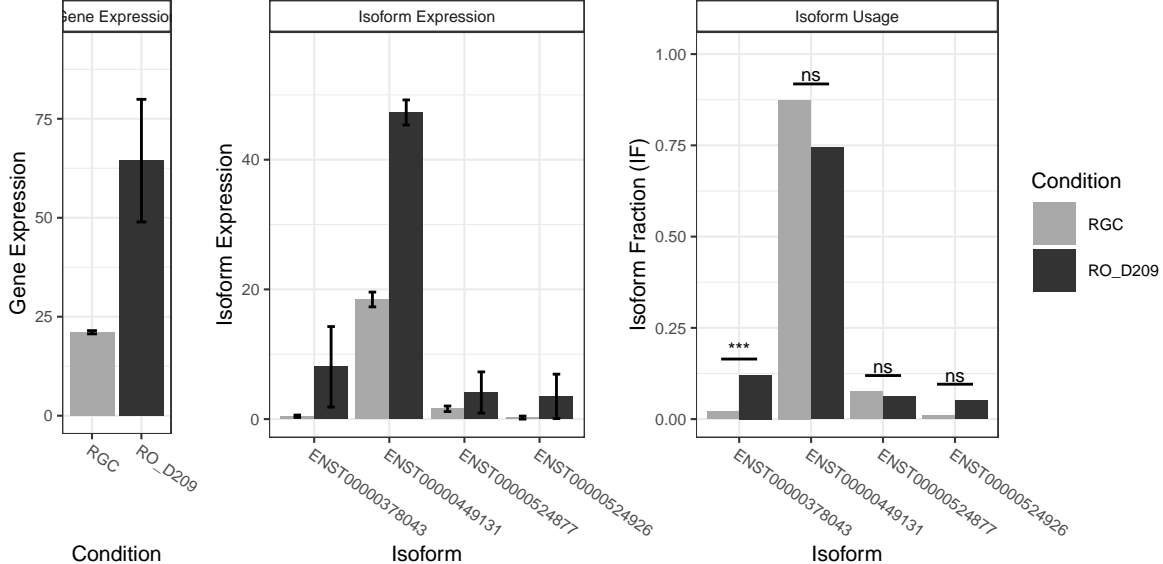 Gene Expression
Isoform Expression
Isoform Usage
Gene Expression
75
50
25
0
RGC
RO_D209
Condition
Isoform Expression
40
20
0
ENST00000378043
ENST00000449131
ENST00000524877
ENST00000524926
Isoform
Isoform Fraction (IF)
1.00
0.75
0.50
0.25
0.00
***
ns
ns
ns
ENST00000378043
ENST00000449131
ENST00000524877
ENST00000524926
Isoform
Condition
RGC
RO_D209